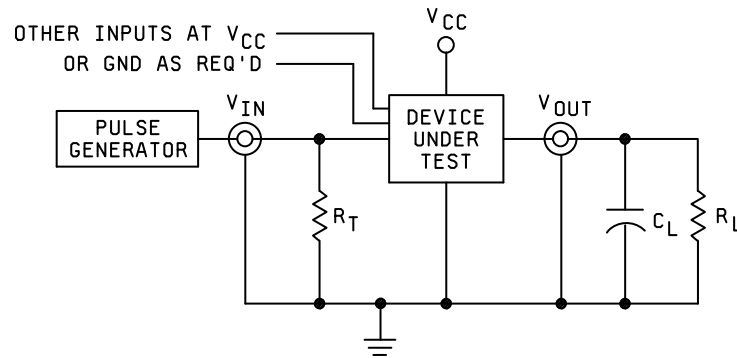 OTHER INPUTS AT VCC
OR GND AS REQ'D
VCC
VIN
VOUT
PULSE
GENERATOR
DEVICE
UNDER
TEST
RT
CL
RL